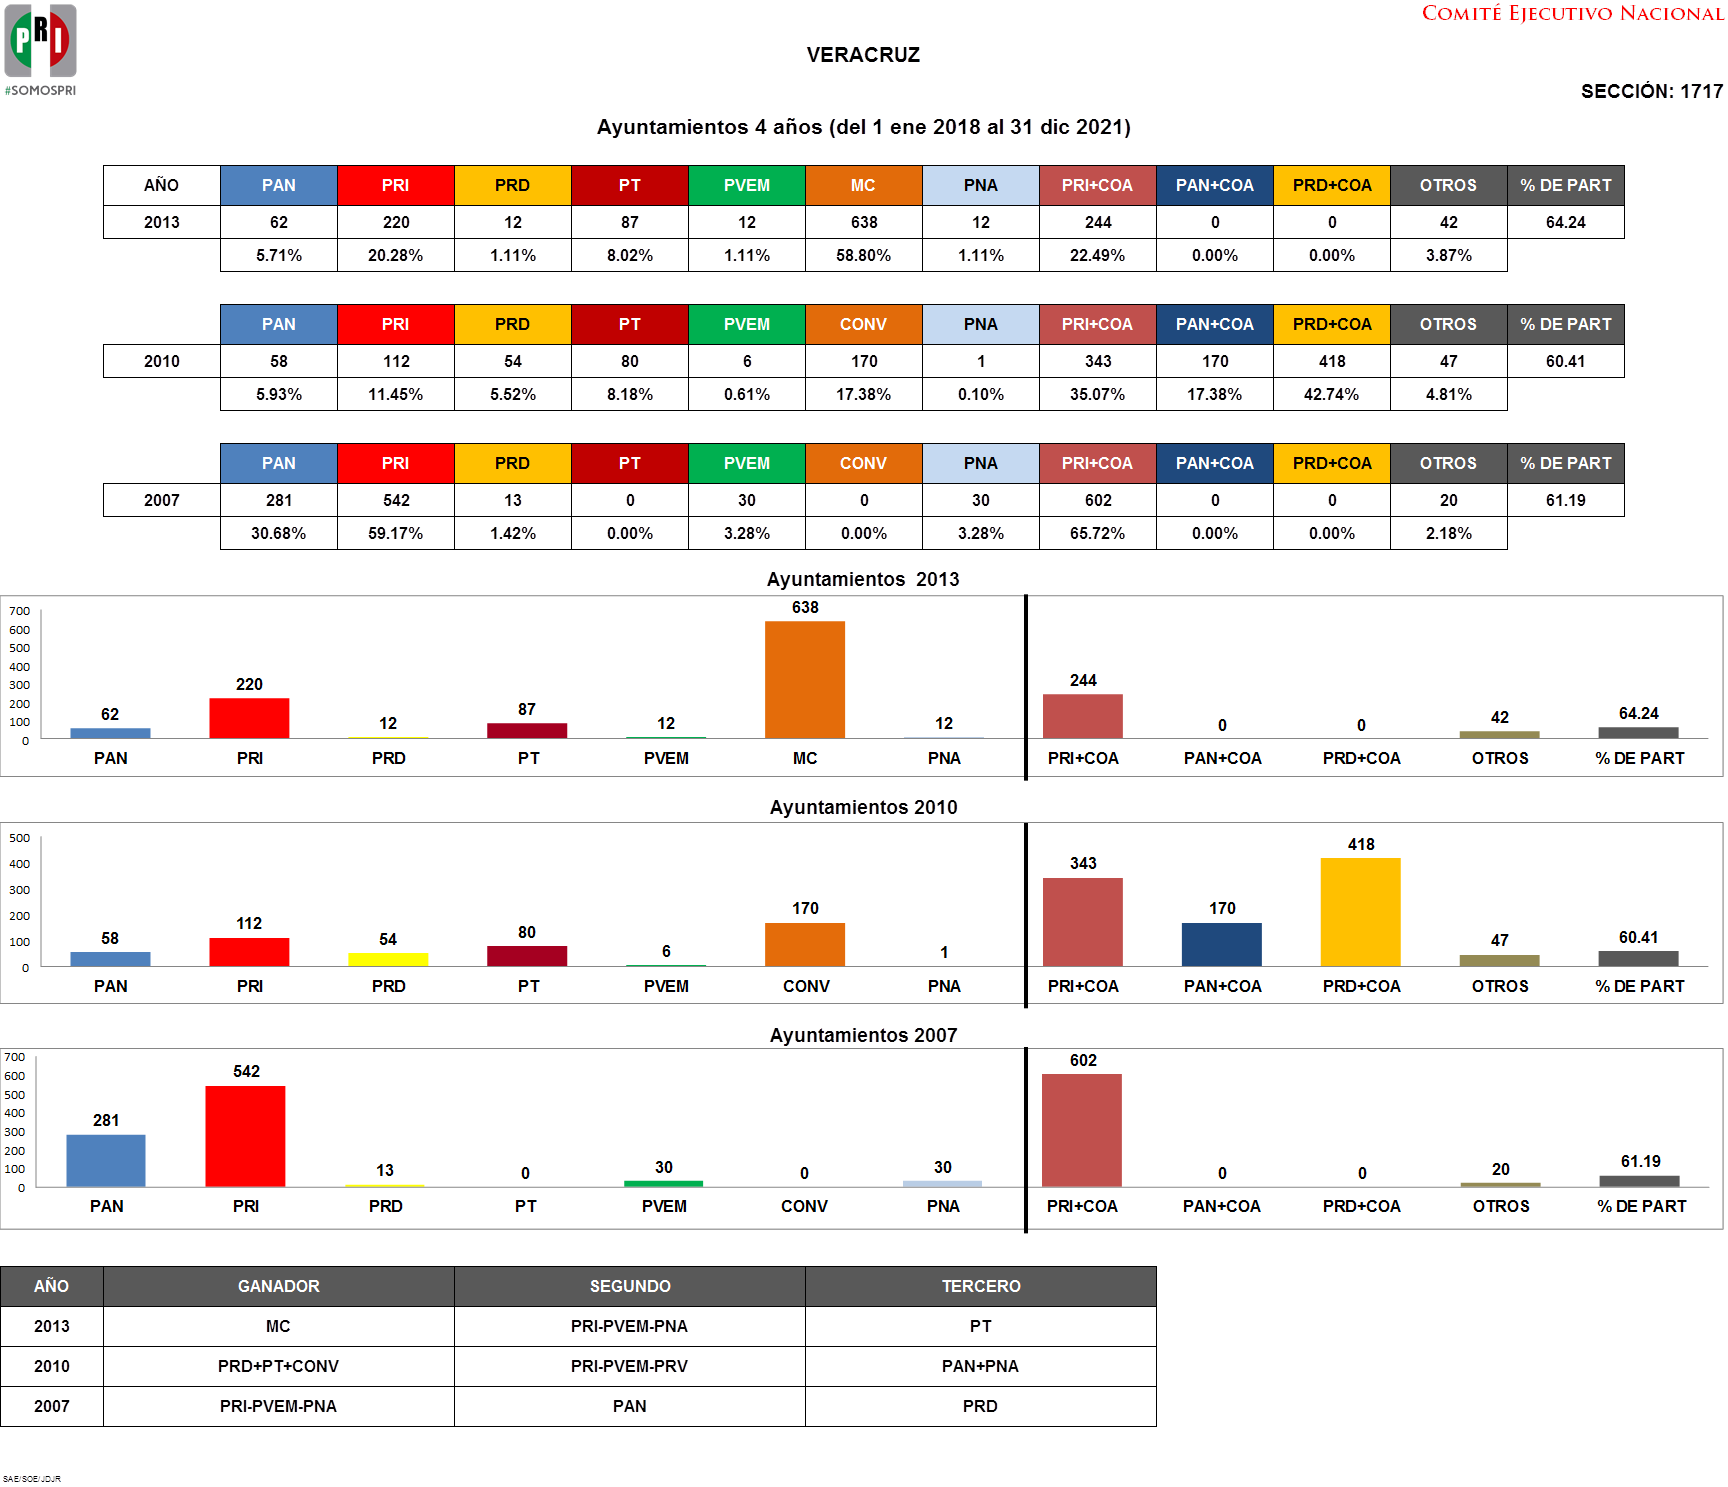 PRI
#SOMOSPRI
COMITÉ EJECUTIVO NACIONAL
VERACRUZ
SECCIÓN: 1717
Ayuntamientos 4 años (del 1 ene 2018 al 31 dic 2021)
AÑO PAN PRI PRD PT PVEM MC PNA PRI+COA PAN+COA PRD+COA OTROS % DE PART
2013 62 220 12 87 12 638 12 244 0 0 42 64.24
5.71% 20.28% 1.11% 8.02% 1.11% 58.80% 1.11% 22.49% 0.00% 0.00% 3.87%
PAN PRI PRD PT PVEM CONV PNA PRI+COA PAN+COA PRD+COA OTROS % DE PART
2010 58 112 54 80 6 170 1 343 170 418 47 60.41
5.93% 11.45% 5.52% 8.18% 0.61% 17.38% 0.10% 35.07% 17.38% 42.74% 4.81%
PAN PRI PRD PT PVEM CONV PNA PRI+COA PAN+COA PRD+COA OTROS % DE PART
2007 281 542 13 0 30 0 30 602 0 0 20 61.19
30.68% 59.17% 1.42% 0.00% 3.28% 0.00% 3.28% 65.72% 0.00% 0.00% 2.18%
Ayuntamientos 2013
700
600
500
400
300
200
100
0
62 220 12 87 12 638 12 244 0 0 42 64.24
PAN PRI PRD PT PVEM MC PNA PRI+COA PAN+COA PRD+COA OTROS % DE PART
Ayuntamientos 2010
500
400
300
200
100
0
58 112 54 80 6 170 1 343 170 418 47 60.41
PAN PRI PRD PT PVEM CONV PNA PRI+COA PAN+COA PRD+COA OTROS % DE PART
Ayuntamientos 2007
700
600
500
400
300
200
100
0
281 542 13 0 30 0 30 602 0 0 20 61.19
PAN PRI PRD PT PVEM CONV PNA PRI+COA PAN+COA PRD+COA OTROS % DE PART
AÑO GANADOR SEGUNDO TERCERO
2013 MC PRI-PVEM-PNA PT
2010 PRD+PT+CONV PRI-PVEM-PRV PAN+PNA
2007 PRI-PVEM-PNA PAN PRD
SAE/SOE/JDJR